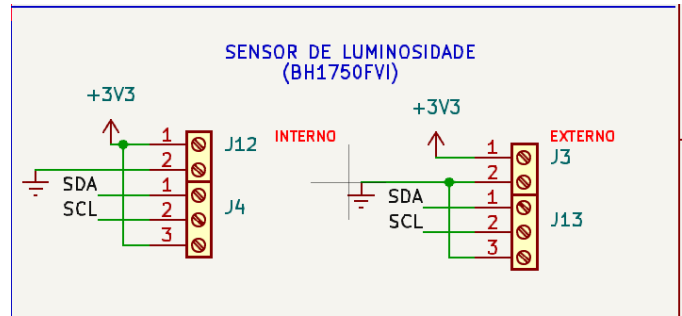 SENSOR DE LUMINOSIDADE
(BH1750FVI)
+3V3
1
J12
INTERNO
2
SDA
1
SCL
2
J4
3
+3V3
1
EXTERNO
J3
2
SDA
1
SCL
2
J13
3